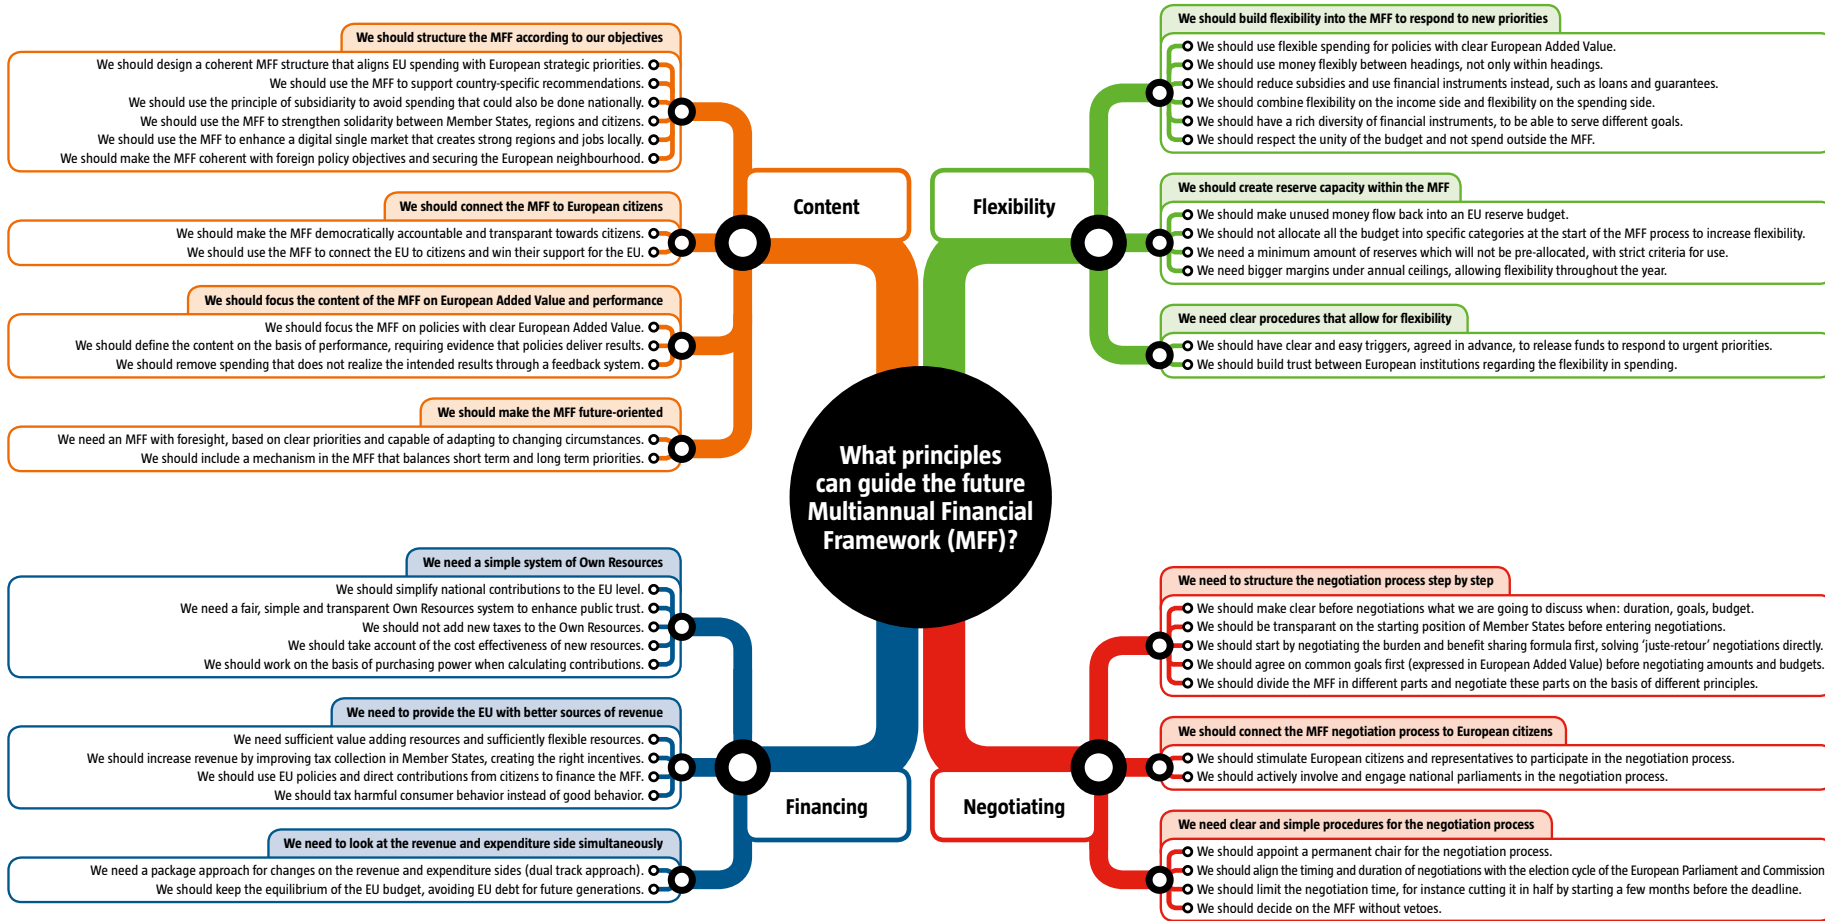 What principles
can guide the future
Multiannual Financial
Framework (MFF)?
Content
We should structure the MFF according to our objectives
We should design a coherent MFF structure that aligns EU spending with European strategic priorities.
We should use the MFF to support country-specific recommendations.
We should use the principle of subsidiarity to avoid spending that could also be done nationally.
We should use the MFF to strengthen solidarity between Member States, regions and citizens.
We should use the MFF to enhance a digital single market that creates strong regions and jobs locally.
We should make the MFF coherent with foreign policy objectives and securing the European neighbourhood.
We should connect the MFF to European citizens
We should make the MFF democratically accountable and transparant towards citizens.
We should use the MFF to connect the EU to citizens and win their support for the EU.
We should focus the content of the MFF on European Added Value and performance
We should focus the MFF on policies with clear European Added Value.
We should define the content on the basis of performance, requiring evidence that policies deliver results.
We should remove spending that does not realize the intended results through a feedback system.
We should make the MFF future-oriented
We need an MFF with foresight, based on clear priorities and capable of adapting to changing circumstances.
We should include a mechanism in the MFF that balances short term and long term priorities.
Flexibility
We should build flexibility into the MFF to respond to new priorities
We should use flexible spending for policies with clear European Added Value.
We should use money flexibly between headings, not only within headings.
We should reduce subsidies and use financial instruments instead, such as loans and guarantees.
We should combine flexibility on the income side and flexibility on the spending side.
We should have a rich diversity of financial instruments, to be able to serve different goals.
We should respect the unity of the budget and not spend outside the MFF.
We should create reserve capacity within the MFF
We should make unused money flow back into an EU reserve budget.
We should not allocate all the budget into specific categories at the start of the MFF process to increase flexibility.
We need a minimum amount of reserves which will not be pre-allocated, with strict criteria for use.
We need bigger margins under annual ceilings, allowing flexibility throughout the year.
We need clear procedures that allow for flexibility
We should have clear and easy triggers, agreed in advance, to release funds to respond to urgent priorities.
We should build trust between European institutions regarding the flexibility in spending.
Financing
We need a simple system of Own Resources
We should simplify national contributions to the EU level.
We need a fair, simple and transparent Own Resources system to enhance public trust.
We should not add new taxes to the Own Resources.
We should take account of the cost effectiveness of new resources.
We should work on the basis of purchasing power when calculating contributions.
We need to provide the EU with better sources of revenue
We need sufficient value adding resources and sufficiently flexible resources.
We should increase revenue by improving tax collection in Member States, creating the right incentives.
We should use EU policies and direct contributions from citizens to finance the MFF.
We should tax harmful consumer behavior instead of good behavior.
We need to look at the revenue and expenditure side simultaneously
We need a package approach for changes on the revenue and expenditure sides (dual track approach).
We should keep the equilibrium of the EU budget, avoiding EU debt for future generations.
Negotiating
We need to structure the negotiation process step by step
We should make clear before negotiations what we are going to discuss when: duration, goals, budget.
We should be transparant on the starting position of Member States before entering negotiations.
We should start by negotiating the burden and benefit sharing formula first, solving ‘juste-retour’ negotiations directly.
We should agree on common goals first (expressed in European Added Value) before negotiating amounts and budgets.
We should divide the MFF in different parts and negotiate these parts on the basis of different principles.
We should connect the MFF negotiation process to European citizens
We should stimulate European citizens and representatives to participate in the negotiation process.
We should actively involve and engage national parliaments in the negotiation process.
We need clear and simple procedures for the negotiation process
We should appoint a permanent chair for the negotiation process.
We should align the timing and duration of negotiations with the election cycle of the European Parliament and Commission
We should limit the negotiation time, for instance cutting it in half by starting a few months before the deadline.
We should decide on the MFF without vetoes.